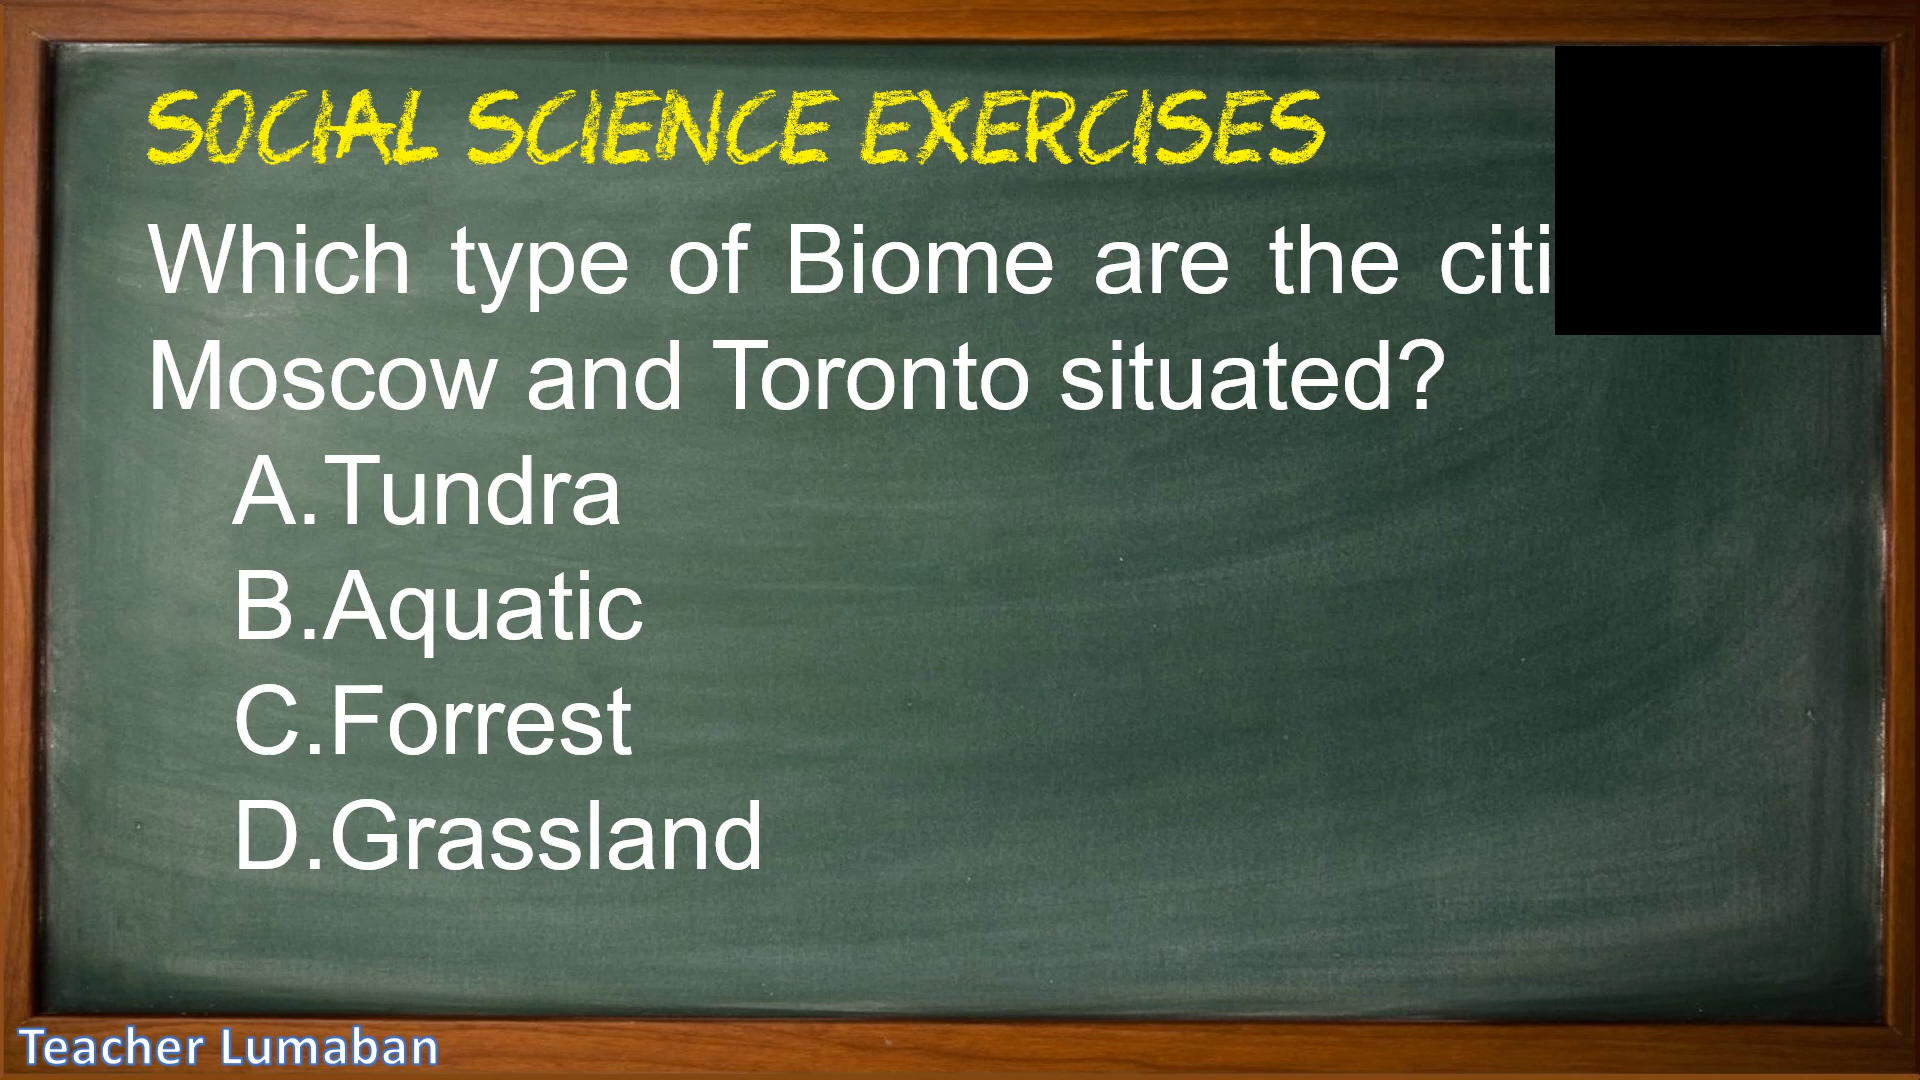 SOCIAL SCIENCE EXERCISES
Which type of Biome are the
Moscow and Toronto situated?
A.Tundra
B.Aquatic
C.Forrest
D.Grassland
Teacher Lumaban